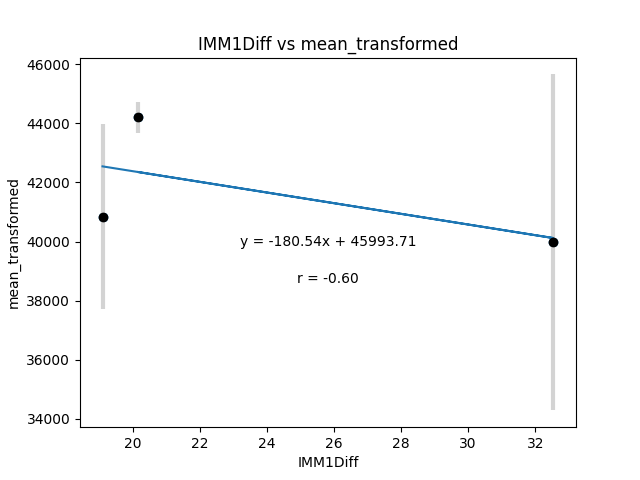 IMM1Diff vs mean_transformed
46000
44000
42000
40000
38000
36000
34000
mean_transformed
y = -180.54x + 45993.71
r = -0.60
20 22 24 26 28 30 32
IMM1Diff